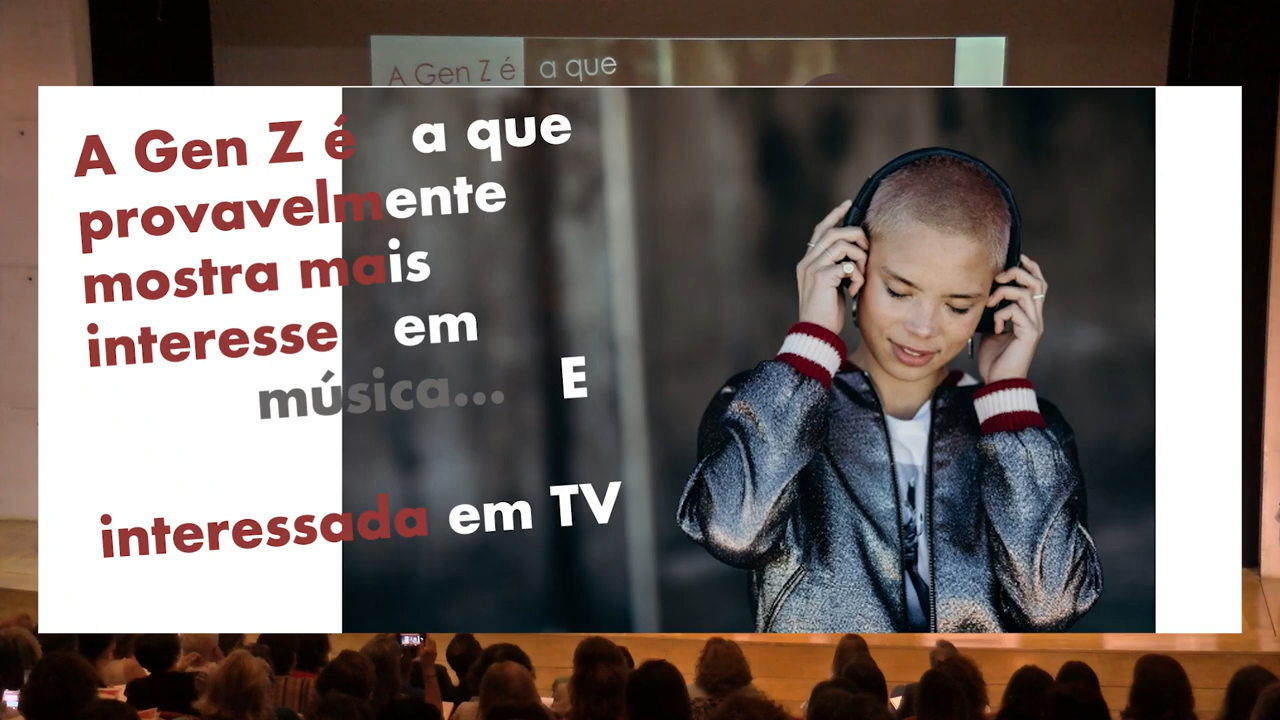 A Gen Z é a que
A Gen Z é a que
provavelmente
mostra mais
interesse em
música... E
interessada em TV